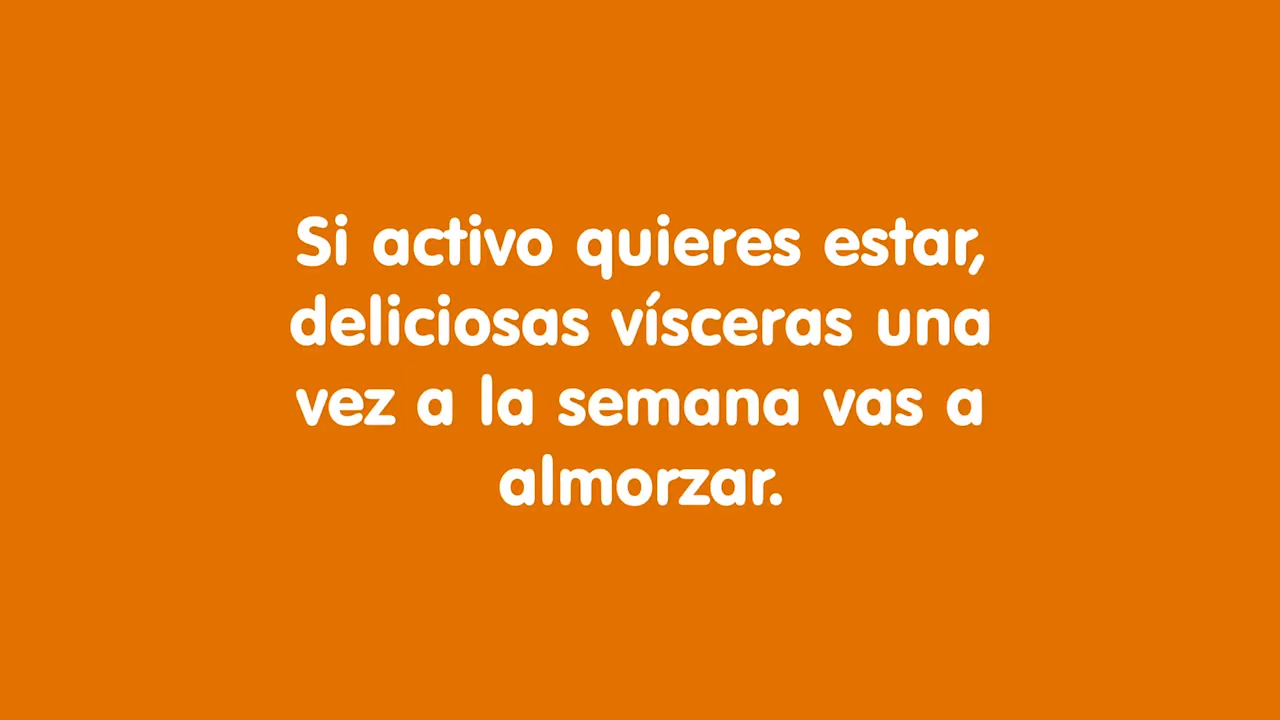 Si activo quieres estar,
deliciosas vísceras una
vez a la semana vas a
almorzar.